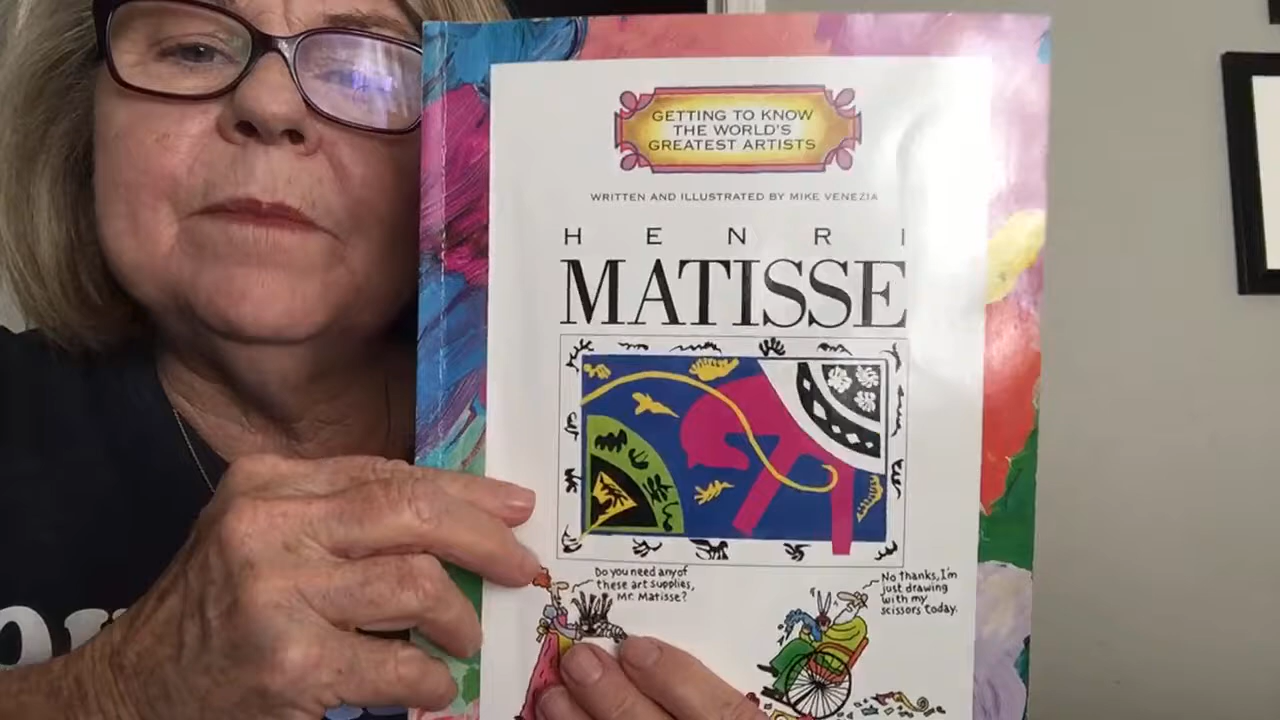 GETTING TO KNOW
THE WORLD'S
GREATEST ARTISTS
WRITTEN AND ILLUSTRATED BY MIKE VENEZIA
HENRI
MATISSE
Do you need any of
these art supplies,
Mr. Matisse?
No thanks, I'm
just drawing
with my
scissors today.